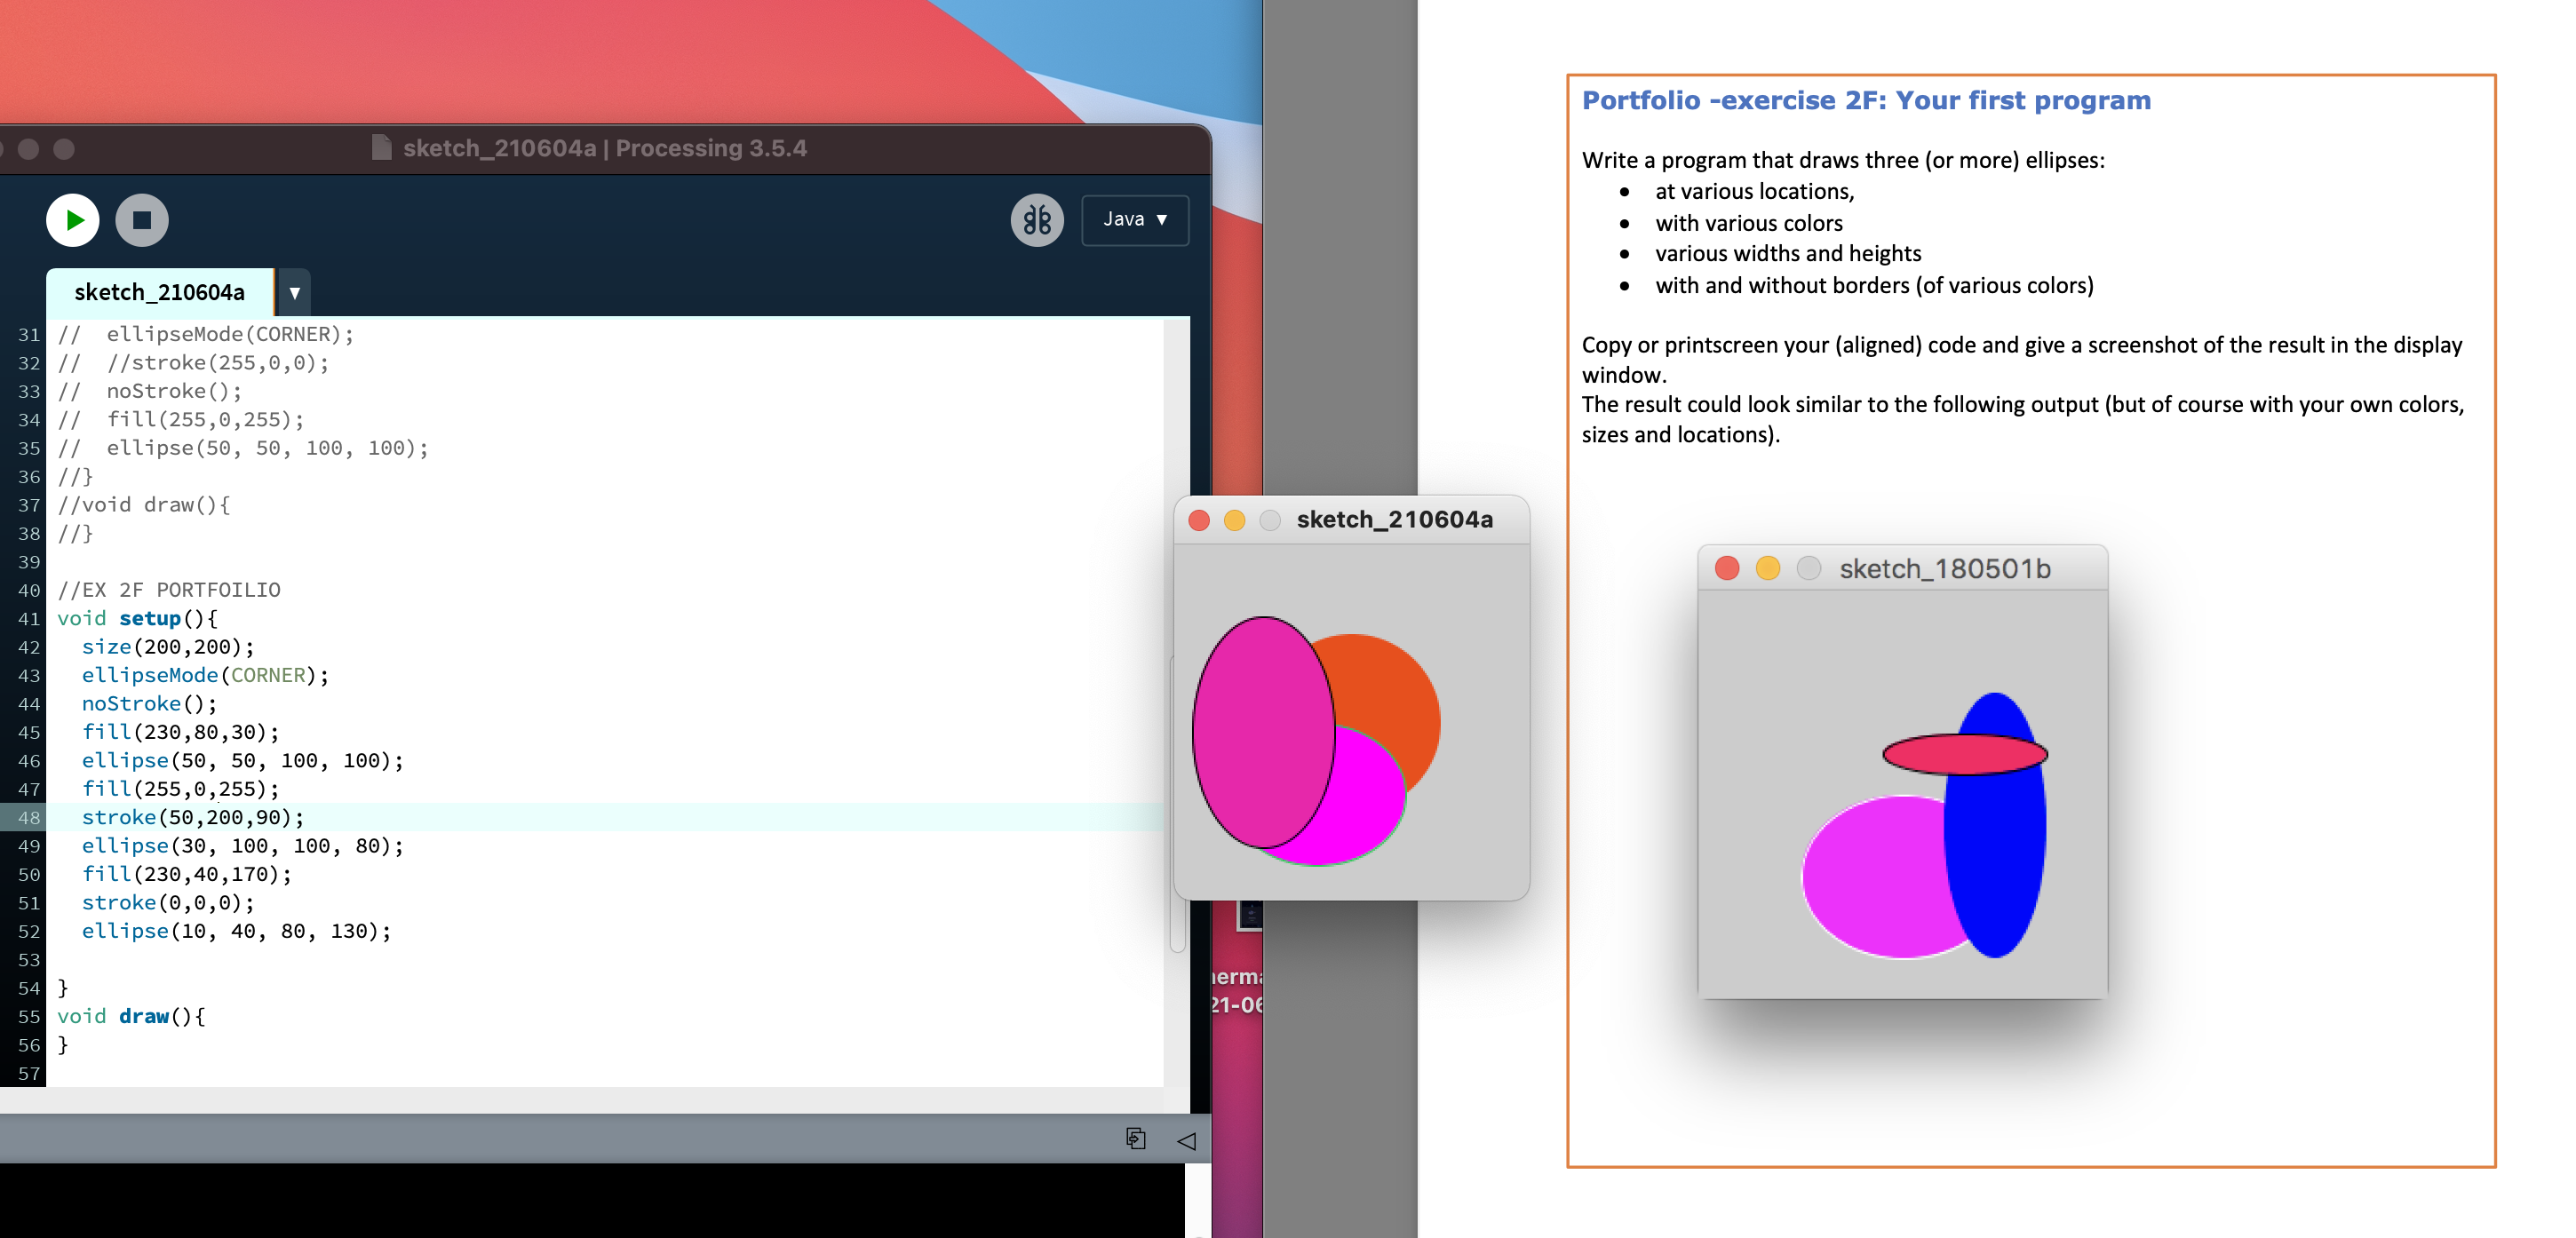 sketch_210604a | Processing 3.5.4
Java ▼
sketch_210604a ▼
31 //  ellipseMode(CORNER);
32 //  //stroke(255,0,0);
33 //  noStroke();
34 //  fill(255,0,255);
35 //  ellipse(50, 50, 100, 100);
36 //}
37 //void draw(){
38 //}
39
40 //EX 2F PORTFOILIO
41 void setup(){
42   size(200,200);
43   ellipseMode(CORNER);
44   noStroke();
45   fill(230,80,30);
46   ellipse(50, 50, 100, 100);
47   fill(255,0,255);
48   stroke(50,200,90);
49   ellipse(30, 100, 100, 80);
50   fill(230,40,170);
51   stroke(0,0,0);
52   ellipse(10, 40, 80, 130);
53
54 }
55 void draw(){
56 }
57
sketch_210604a
21-06
Portfolio -exercise 2F: Your first program
Write a program that draws three (or more) ellipses:
• at various locations,
• with various colors
• various widths and heights
• with and without borders (of various colors)
Copy or printscreen your (aligned) code and give a screenshot of the result in the display
window.
The result could look similar to the following output (but of course with your own colors,
sizes and locations).
sketch_180501b